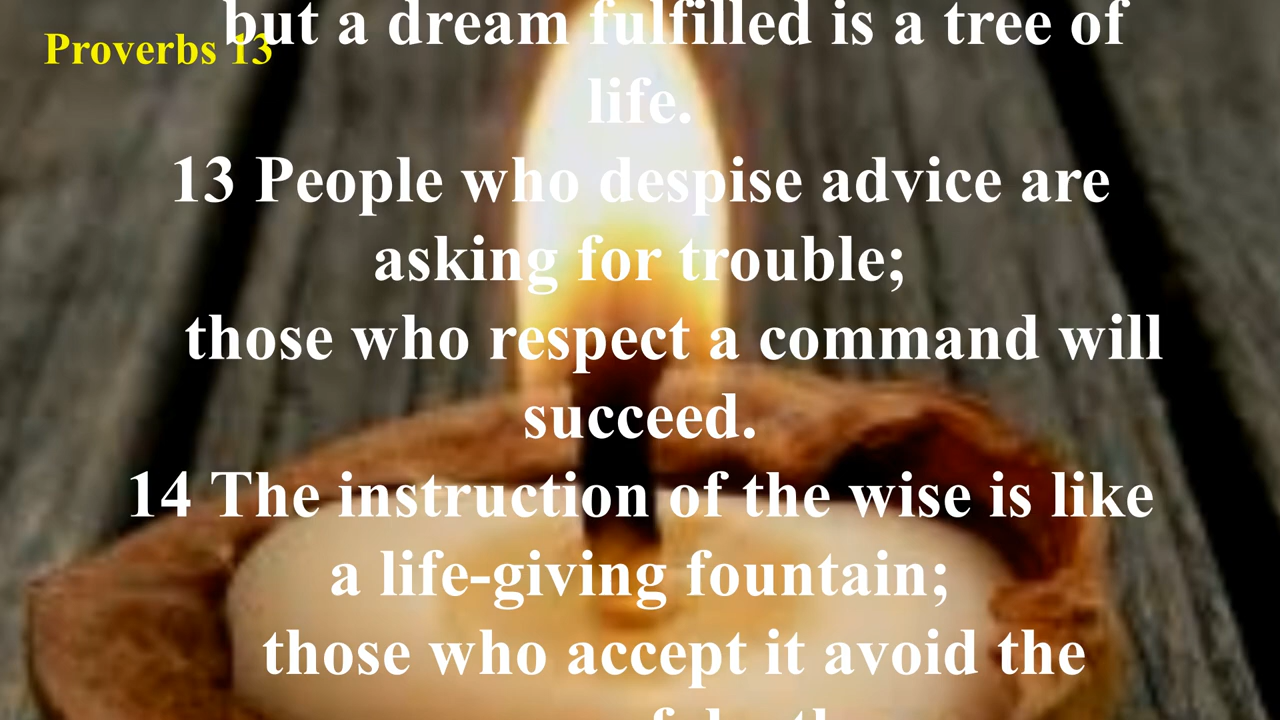 Proverbs 13
but a dream fulfilled is a tree of
life.
13 People who despise advice are
asking for trouble;
those who respect a command will
succeed.
14 The instruction of the wise is like
a life-giving fountain;
those who accept it avoid the